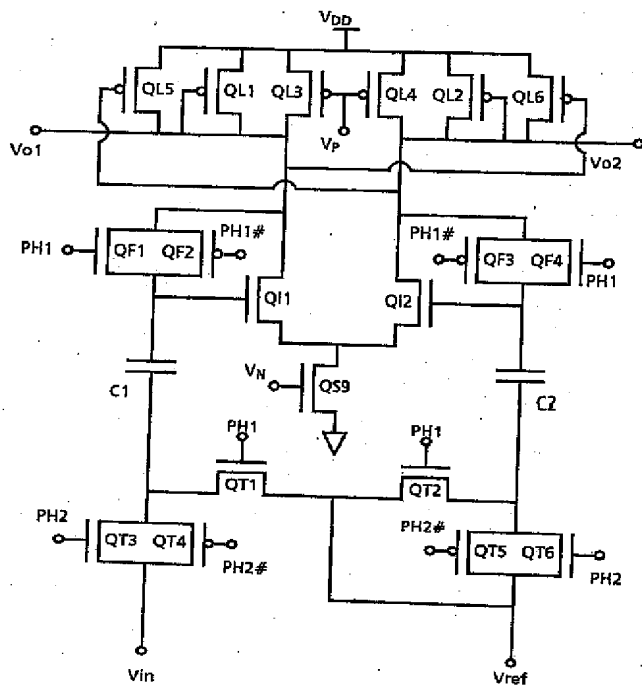 VDD
QL5 QL1 QL3 QL4 QL2 QL6
Vo1 VP Vo2
PH1 QF1 QF2 PH1# PH1# QF3 QF4 PH1
QI1 QI2
VN QS9
C1 C2
PH1 PH1
QT1 QT2
PH2 QT3 QT4 PH2# PH2# QT5 QT6 PH2
Vin Vref